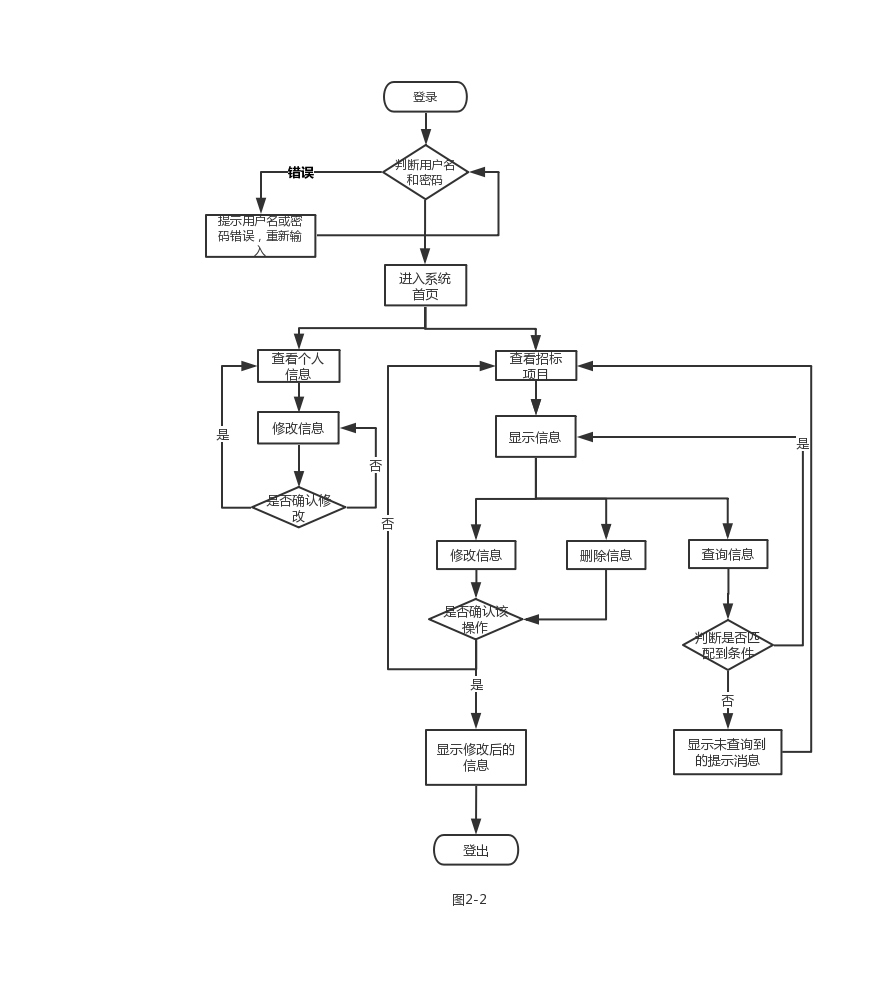 登录
判断用户名
和密码
错误
提示用户名或密
码错误，重新输
入
进入系统
首页
查看个人
信息
查看招标
项目
修改信息
显示信息
是
否
是
是否确认修
改
否
修改信息
删除信息
查询信息
是否确认该
操作
判断是否匹
配到条件
是
否
显示修改后的
信息
显示未查询到
的提示消息
登出
图2-2